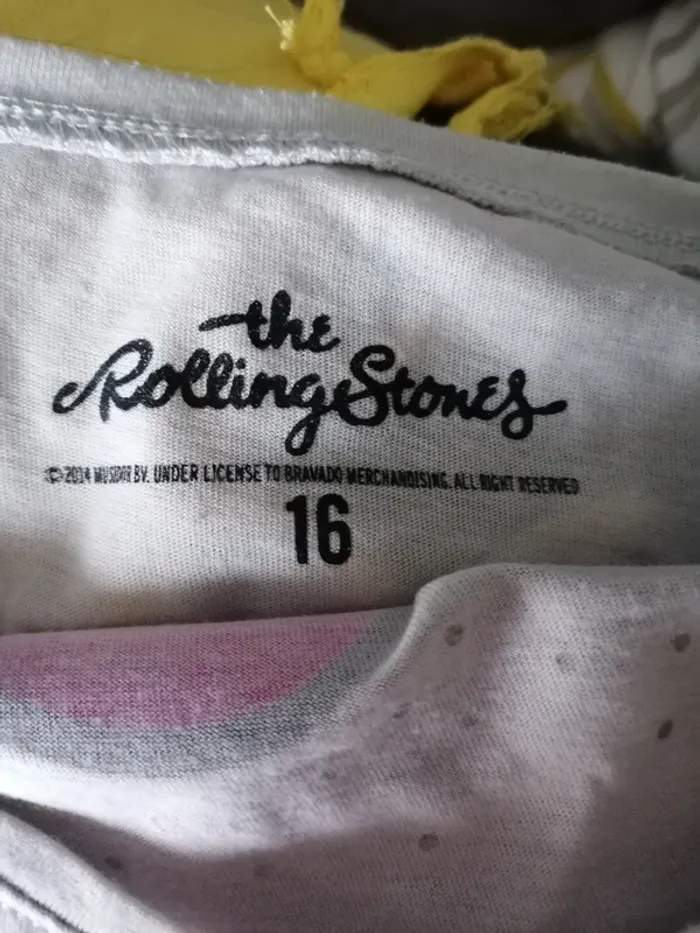 the
Rolling Stones
©2014 MUSIDOR BV. UNDER LICENSE TO BRAVADO MERCHANDISING. ALL RIGHT RESERVED
16